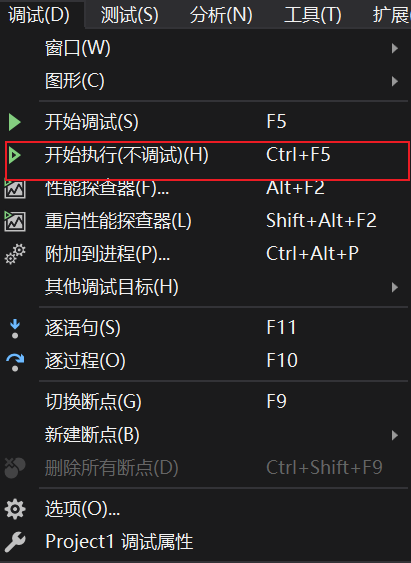 调试(D) 测试(S) 分析(N) 工具(T) 扩展
窗口(W)
图形(C)
开始调试(S) F5
开始执行(不调试)(H) Ctrl+F5
性能探查器(F)... Alt+F2
重启性能探查器(L) Shift+Alt+F2
附加到进程(P)... Ctrl+Alt+P
其他调试目标(H)
逐语句(S) F11
逐过程(O) F10
切换断点(G) F9
新建断点(B)
删除所有断点(D) Ctrl+Shift+F9
选项(O)...
Project1 调试属性